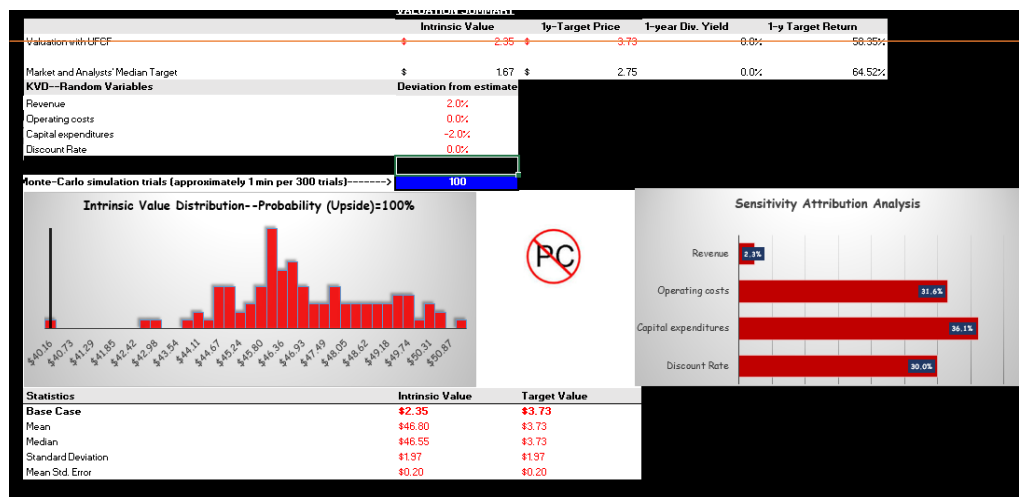 VALUATION SUMMARY
Intrinsic Value 1y-Target Price 1-year Div. Yield 1-y Target Return
Valuation with UFCF $ 2.35 $ 3.73 0.0% 58.35%
Market and Analysts' Median Target $ 1.67 $ 2.75 0.0% 64.52%
KVD--Random Variables Deviation from estimate
Revenue 2.0%
Operating costs 0.0%
Capital expenditures -2.0%
Discount Rate 0.0%
Monte-Carlo simulation trials (approximately 1 min per 300 trials)-------> 100
Intrinsic Value Distribution--Probability (Upside)=100%
$40.16 $40.73 $41.29 $41.85 $42.42 $42.98 $43.54 $44.11 $44.67 $45.24 $45.80 $46.36 $46.93 $47.49 $48.05 $48.62 $49.18 $49.74 $50.31 $50.87
PC
Sensitivity Attribution Analysis
Revenue 2.3%
Operating costs 31.6%
Capital expenditures 36.1%
Discount Rate 30.0%
Statistics Intrinsic Value Target Value
Base Case $2.35 $3.73
Mean $46.80 $3.73
Median $46.55 $3.73
Standard Deviation $1.97 $1.97
Mean Std. Error $0.20 $0.20